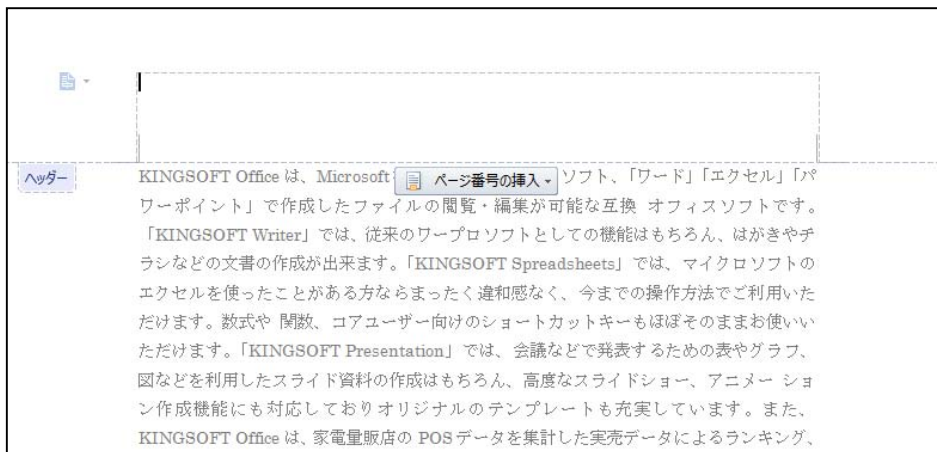 ヘッダー
KINGSOFT Office は、Microsoft
ページ番号の挿入
ソフト、「ワード」「エクセル」「パ
ワーポイント」で作成したファイルの閲覧・編集が可能な互換 オフィスソフトです。
「KINGSOFT Writer」では、従来のワープロソフトとしての機能はもちろん、はがきやチ
ラシなどの文書の作成が出来ます。「KINGSOFT Spreadsheets」では、マイクロソフトの
エクセルを使ったことがある方ならまったく違和感なく、今までの操作方法でご利用いた
だけます。数式や 関数、コアユーザー向けのショートカットキーもほぼそのままお使いい
ただけます。「KINGSOFT Presentation」では、会議などで発表するための表やグラフ、
図などを利用したスライド資料の作成はもちろん、高度なスライドショー、アニメー ショ
ン作成機能にも対応しておりオリジナルのテンプレートも充実しています。また、
KINGSOFT Office は、家電量販店の POS データを集計した実売データによるランキング、